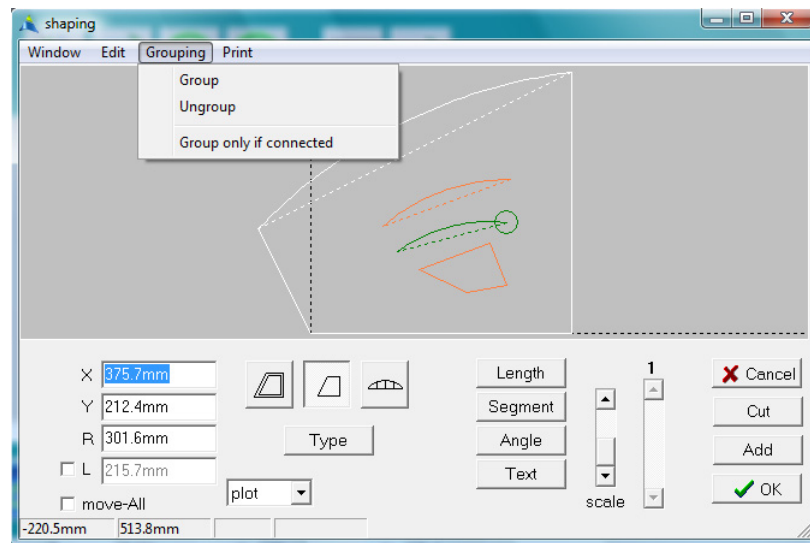 shaping
Window Edit Grouping Print
Group
Ungroup
Group only if connected
X 375.7mm
Y 212.4mm
R 301.6mm
L 215.7mm
move-All
Type
plot
Length
Segment
Angle
Text
scale
1
Cancel
Cut
Add
OK
-220.5mm 513.8mm